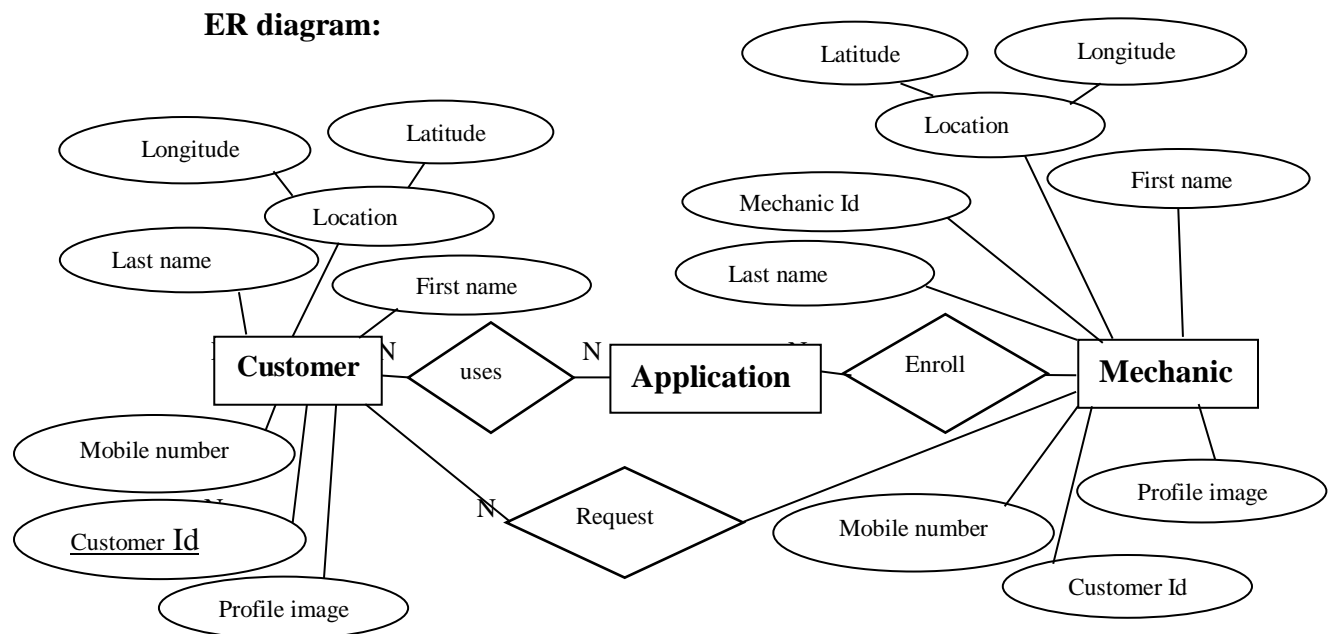 ER diagram:
Latitude
Longitude
Location
Longitude
Latitude
Location
Mechanic Id
First name
Last name
Last name
First name
Customer
N
uses
N
Application
N
Enroll
Mechanic
Mobile number
N
Customer Id
N
Request
Profile image
Mobile number
Customer Id
Profile image